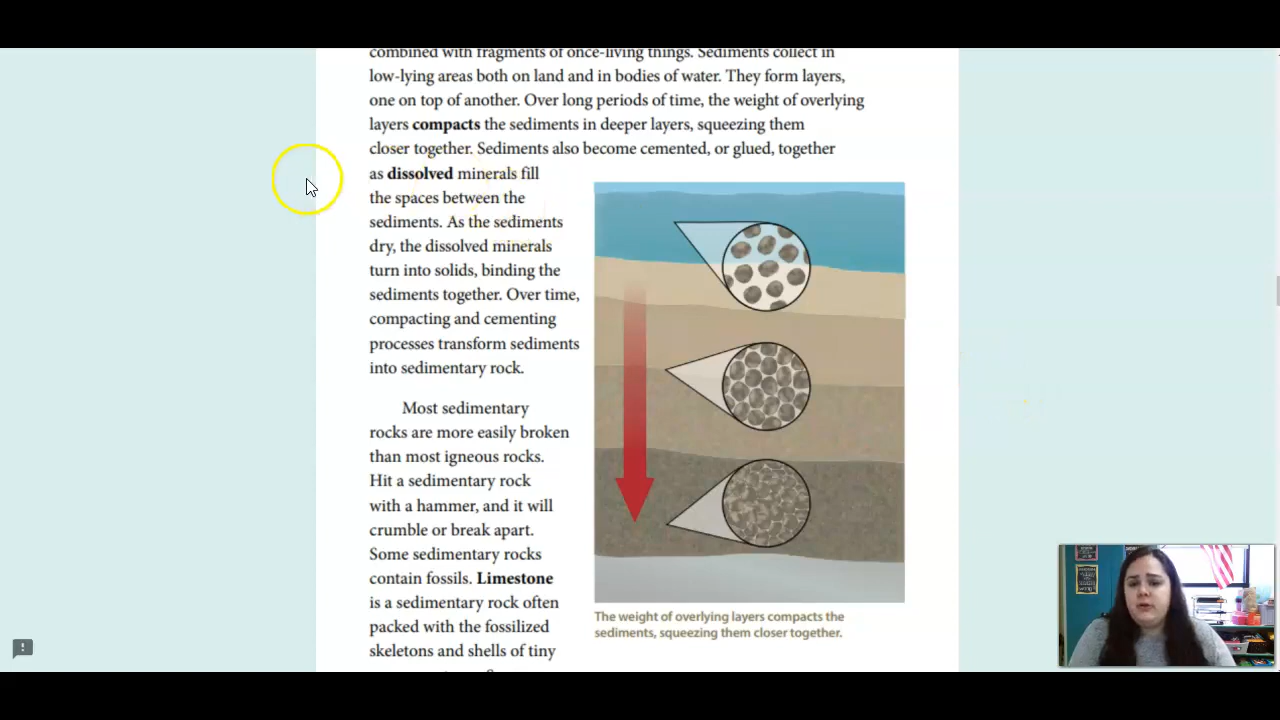 combined with fragments of once-living things. Sediments collect in
low-lying areas both on land and in bodies of water. They form layers,
one on top of another. Over long periods of time, the weight of overlying
layers compacts the sediments in deeper layers, squeezing them
closer together. Sediments also become cemented, or glued, together
as dissolved minerals fill
the spaces between the
sediments. As the sediments
dry, the dissolved minerals
turn into solids, binding the
sediments together. Over time,
compacting and cementing
processes transform sediments
into sedimentary rock.
Most sedimentary
rocks are more easily broken
than most igneous rocks.
Hit a sedimentary rock
with a hammer, and it will
crumble or break apart.
Some sedimentary rocks
contain fossils. Limestone
is a sedimentary rock often
packed with the fossilized
skeletons and shells of tiny
The weight of overlying layers compacts the
sediments, squeezing them closer together.